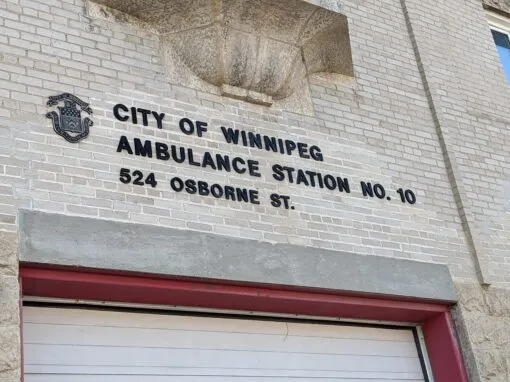 CITY OF WINNIPEG
AMBULANCE STATION NO. 10
524 OSBORNE ST.